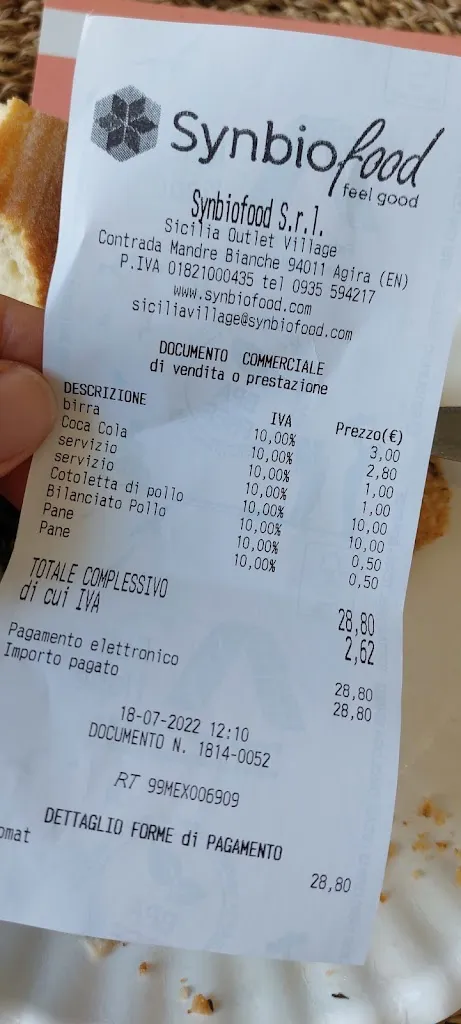 Synbiofood
feel good
Synbiofood S.r.l.
Sicilia Outlet Village
Contrada Mandre Bianche 94011 Agira (EN)
P.IVA 01821000435 tel 0935 594217
www.synbiofood.com
siciliavillage@synbiofood.com
DOCUMENTO COMMERCIALE
di vendita o prestazione
DESCRIZIONE IVA Prezzo(€)
birra 10,00% 3,00
Coca Cola 10,00% 2,80
servizio 10,00% 1,00
servizio 10,00% 1,00
Cotoletta di pollo 10,00% 10,00
Bilanciato Pollo 10,00% 10,00
Pane 10,00% 0,50
Pane 10,00% 0,50
TOTALE COMPLESSIVO 28,80
di cui IVA 2,62
Pagamento elettronico 28,80
Importo pagato 28,80
18-07-2022 12:10
DOCUMENTO N. 1814-0052
RT 99MEX006909
DETTAGLIO FORME di PAGAMENTO
omat 28,80